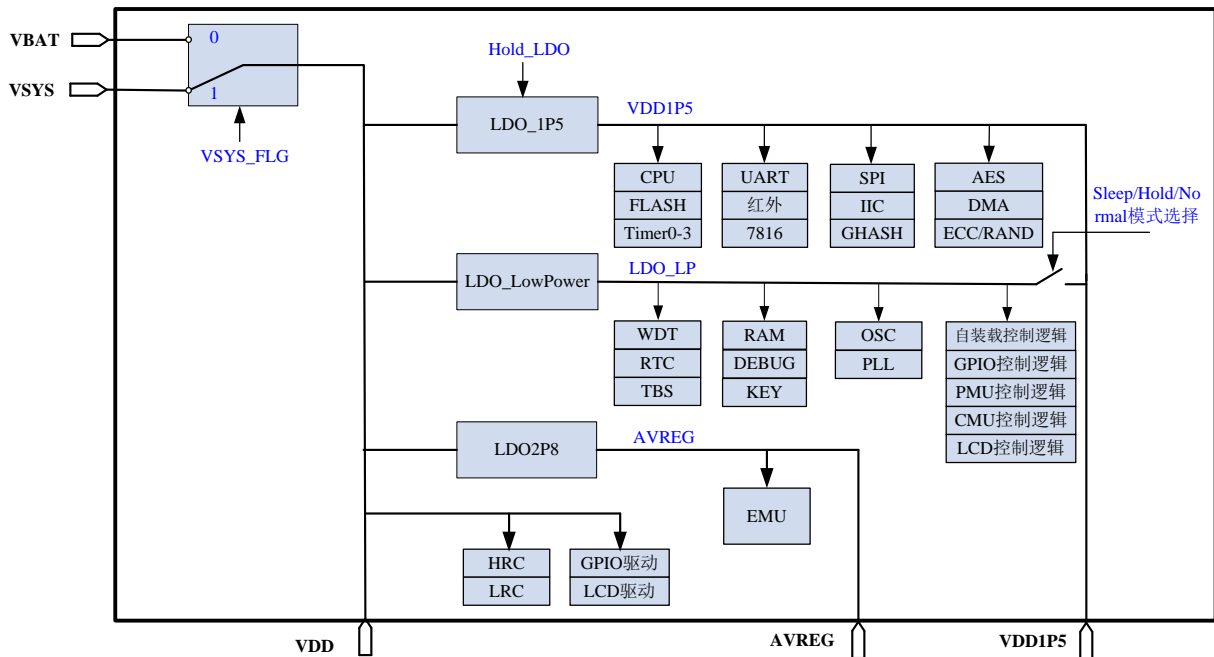 VBAT
0
VSYS
1
VSYS_FLG
Hold_LDO
LDO_1P5
VDD1P5
CPU
FLASH
Timer0-3
UART
红外
7816
SPI
IIC
GHASH
AES
DMA
ECC/RAND
Sleep/Hold/No
rmal模式选择
LDO_LowPower
LDO_LP
WDT
RTC
TBS
RAM
DEBUG
KEY
OSC
PLL
自装载控制逻辑
GPIO控制逻辑
PMU控制逻辑
CMU控制逻辑
LCD控制逻辑
LDO2P8
AVREG
EMU
HRC
LRC
GPIO驱动
LCD驱动
VDD
AVREG
VDD1P5